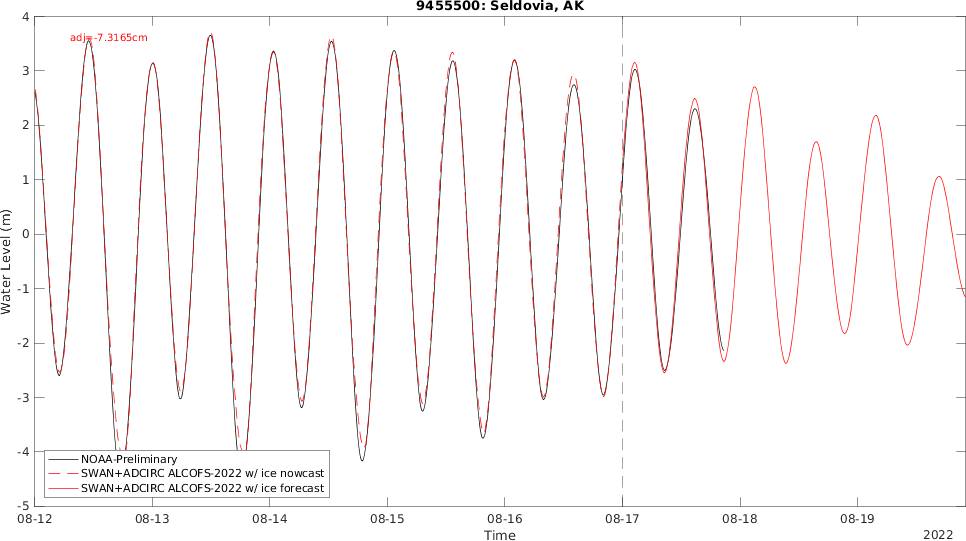 9455500: Seldovia, AK
adj=-7.3165cm
4
3
2
1
0
-1
-2
-3
-4
-5
Water Level (m)
NOAA-Preliminary
SWAN+ADCIRC ALCOFS-2022 w/ ice nowcast
SWAN+ADCIRC ALCOFS-2022 w/ ice forecast
08-12 08-13 08-14 08-15 08-16 08-17 08-18 08-19
Time
2022